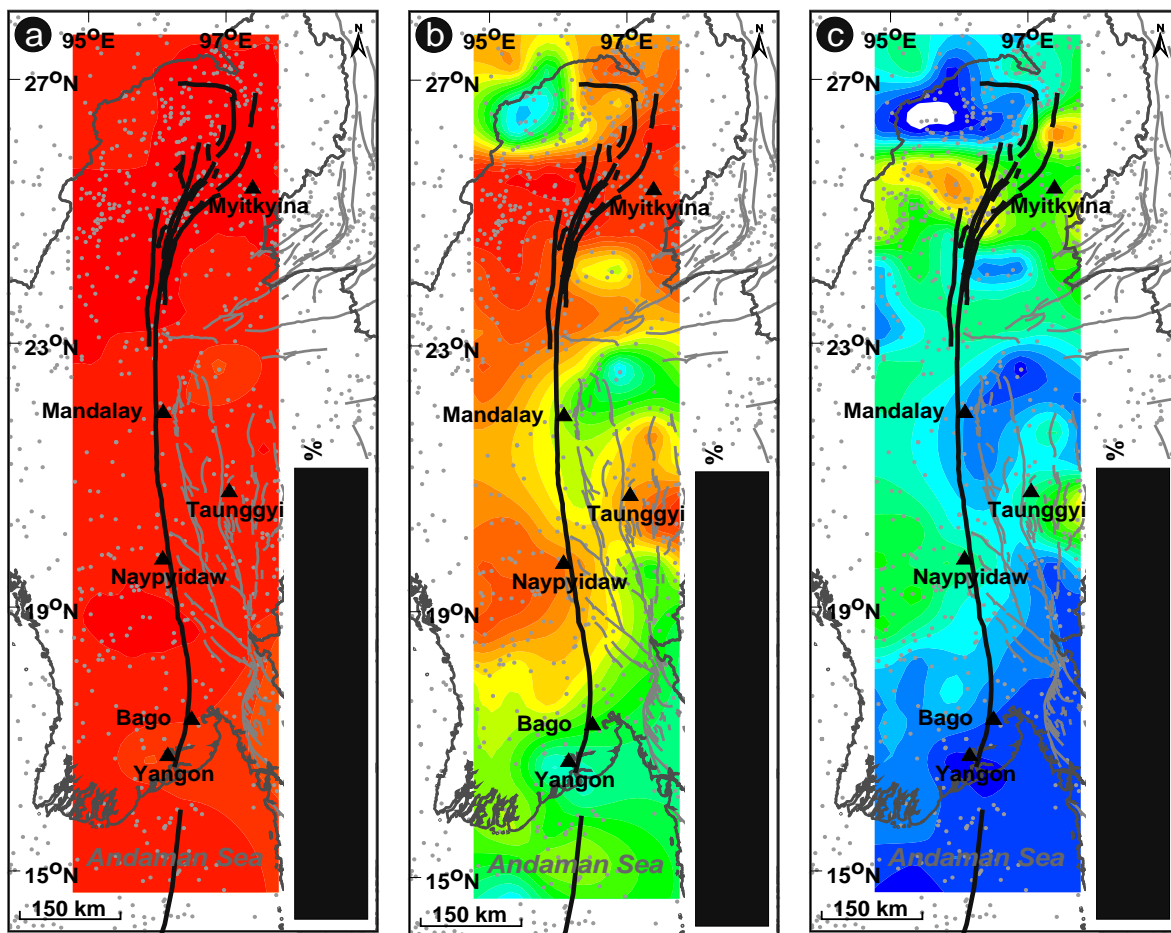 a
95°E
97°E
N
27°N
Myitkyina
23°N
Mandalay
%
Taunggyi
Naypyidaw
19°N
Bago
Yangon
Andaman Sea
15°N
150 km
b
95°E
97°E
N
27°N
Myitkyina
23°N
Mandalay
%
Taunggyi
Naypyidaw
19°N
Bago
Yangon
Andaman Sea
15°N
150 km
c
95°E
97°E
N
27°N
Myitkyina
23°N
Mandalay
%
Taunggyi
Naypyidaw
19°N
Bago
Yangon
Andaman Sea
15°N
150 km